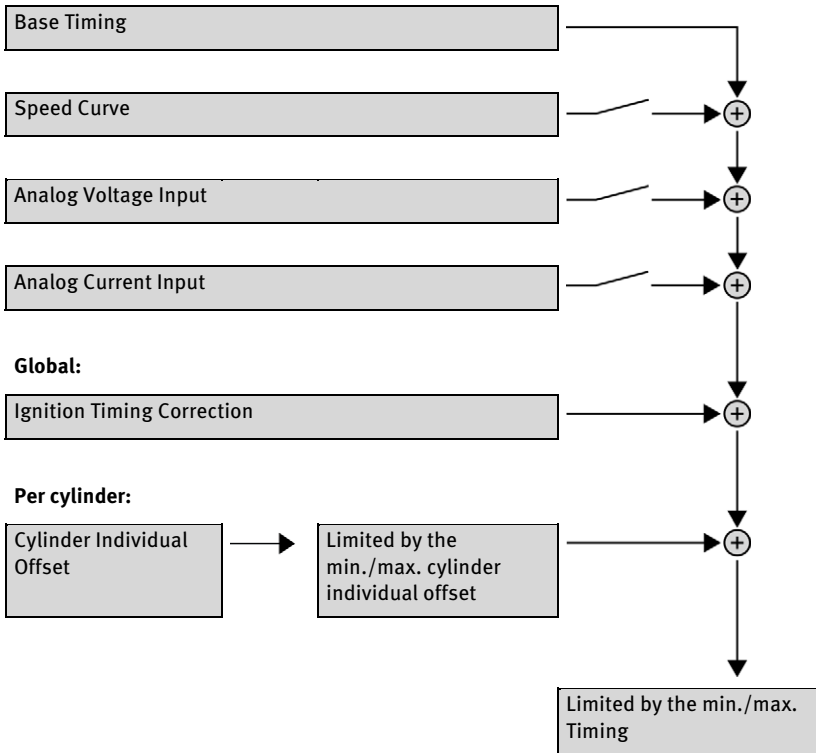 Base Timing
Speed Curve
Analog Voltage Input
Analog Current Input
Global:
Ignition Timing Correction
Per cylinder:
Cylinder Individual
Offset
Limited by the
min./max. cylinder
individual offset
Limited by the min./max.
Timing